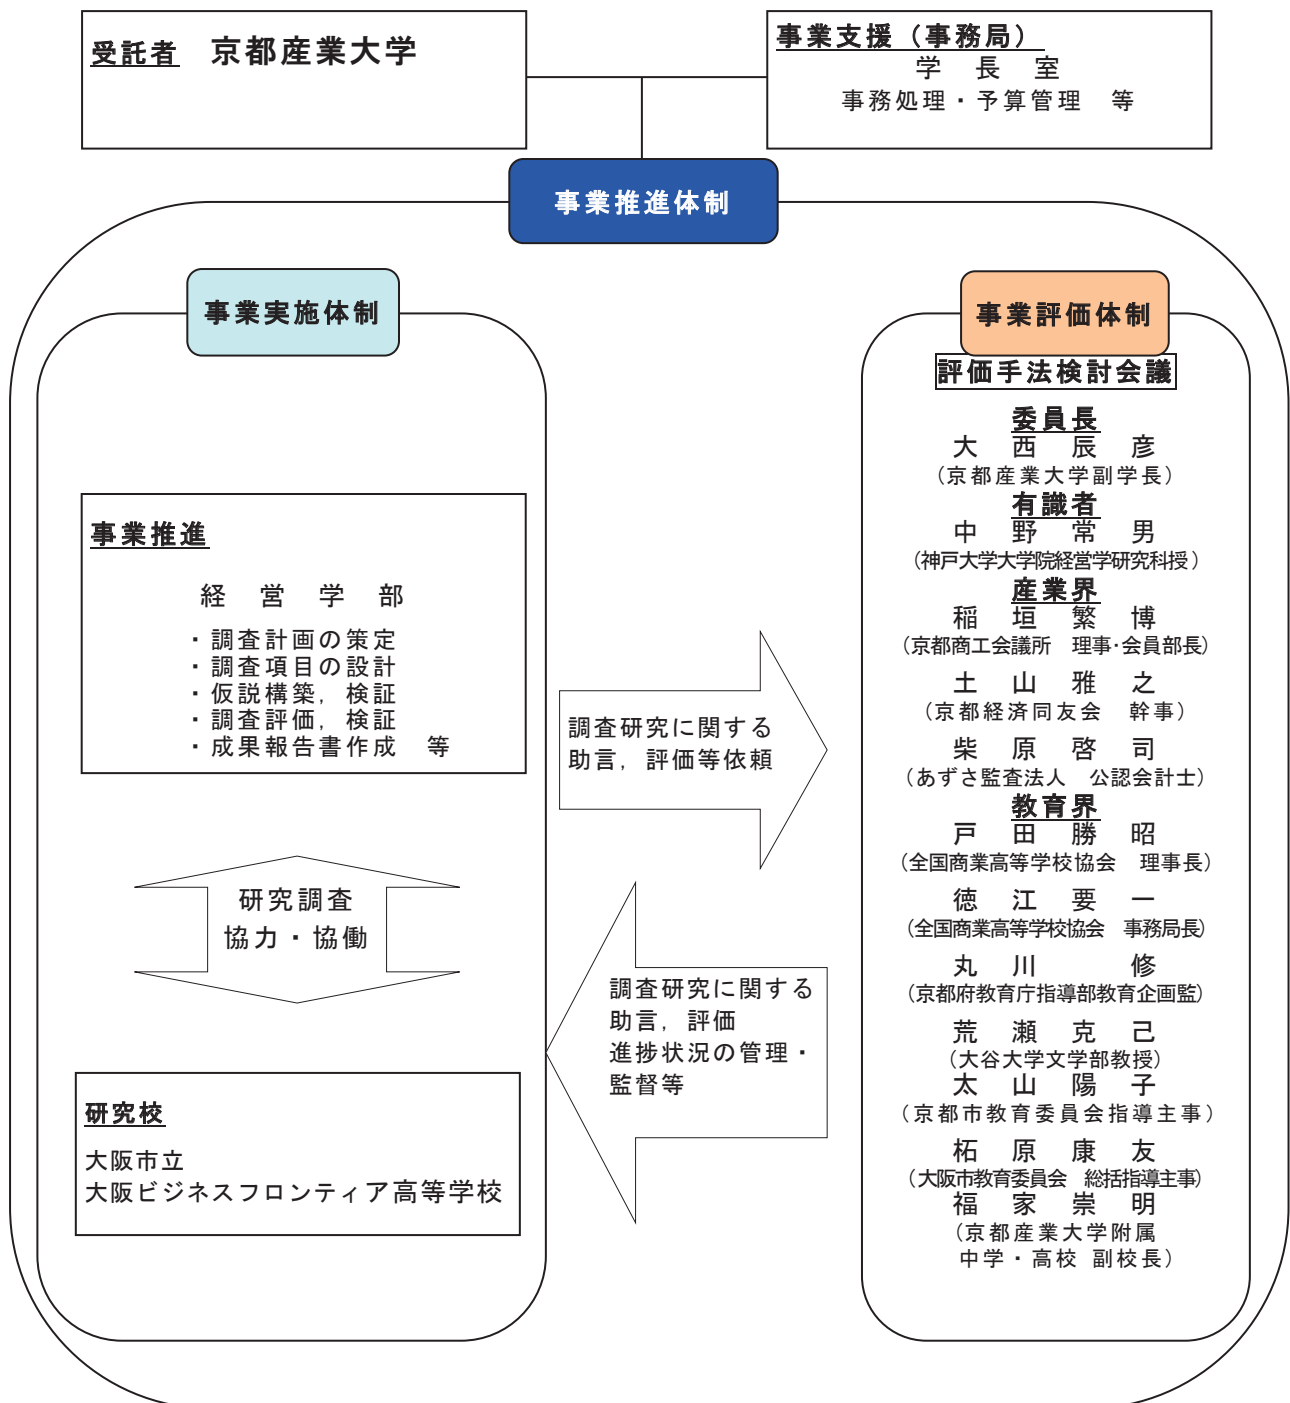 受託者　京都産業大学
事業支援（事務局）
学　長　室
事務処理・予算管理　等
事業推進体制
事業実施体制
事業推進
経　営　学　部
・調査計画の策定
・調査項目の設計
・仮説構築，検証
・調査評価，検証
・成果報告書作成　等
研究調査
協力・協働
研究校
大阪市立
大阪ビジネスフロンティア高等学校
調査研究に関する
助言，評価等依頼
調査研究に関する
助言，評価
進捗状況の管理・
監督等
事業評価体制
評価手法検討会議
委員長
大　西　辰　彦
（京都産業大学副学長）
有識者
中　野　常　男
（神戸大学大学院経営学研究科授）
産業界
稲　垣　繁　博
（京都商工会議所　理事・会員部長）
土　山　雅　之
（京都経済同友会　幹事）
柴　原　啓　司
（あずさ監査法人　公認会計士）
教育界
戸　田　勝　昭
（全国商業高等学校協会　理事長）
徳　江　要　一
（全国商業高等学校協会　事務局長）
丸　川　　　修
（京都府教育庁指導部教育企画監）
荒　瀬　克　己
（大谷大学文学部教授）
太　山　陽　子
（京都市教育委員会指導主事）
柘　原　康　友
（大阪市教育委員会　総括指導主事）
福　家　崇　明
（京都産業大学附属
中学・高校 副校長）